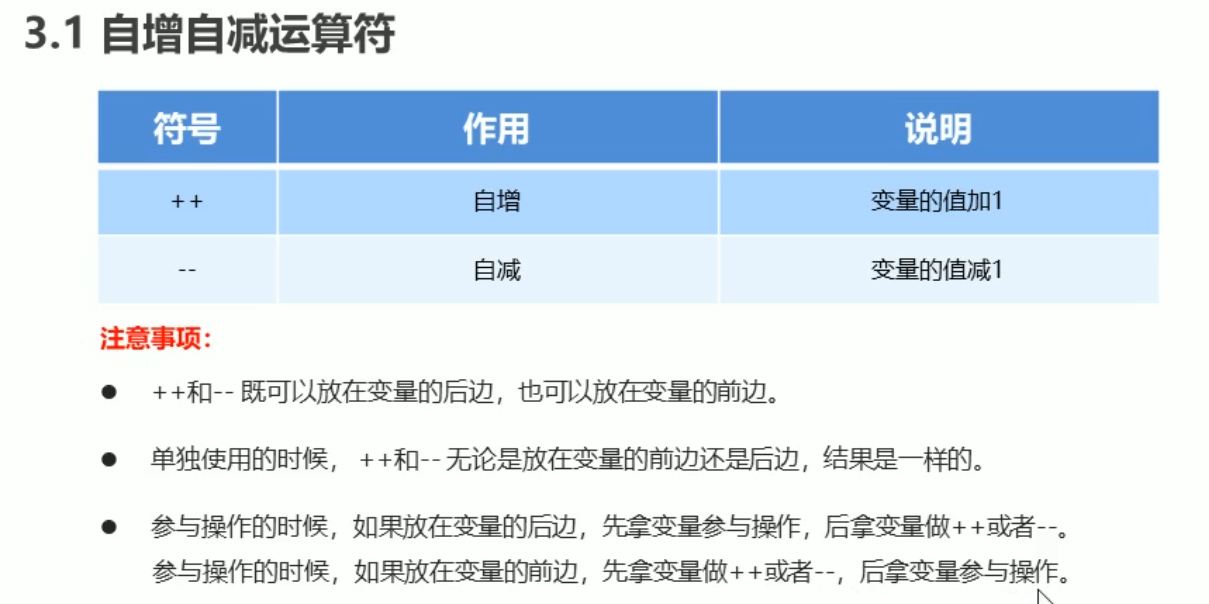 3.1 自增自减运算符
符号 作用 说明
++ 自增 变量的值加1
-- 自减 变量的值减1
注意事项：
● ++和-- 既可以放在变量的后边，也可以放在变量的前边。
● 单独使用的时候， ++和-- 无论是放在变量的前边还是后边，结果是一样的。
● 参与操作的时候，如果放在变量的后边，先拿变量参与操作，后拿变量做++或者--。
参与操作的时候，如果放在变量的前边，先拿变量做++或者--，后拿变量参与操作。